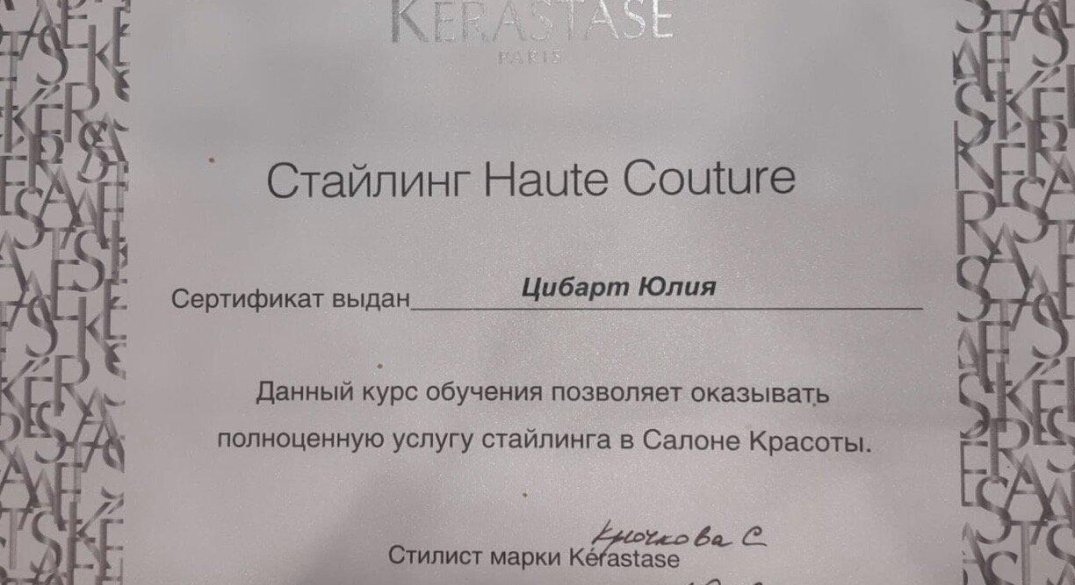 KERASTASE
PARIS
Стайлинг Haute Couture
Сертификат выдан Цибарт Юлия
Данный курс обучения позволяет оказывать
полноценную услугу стайлинга в Салоне Красоты.
Крючкова С
Стилист марки Kérastase